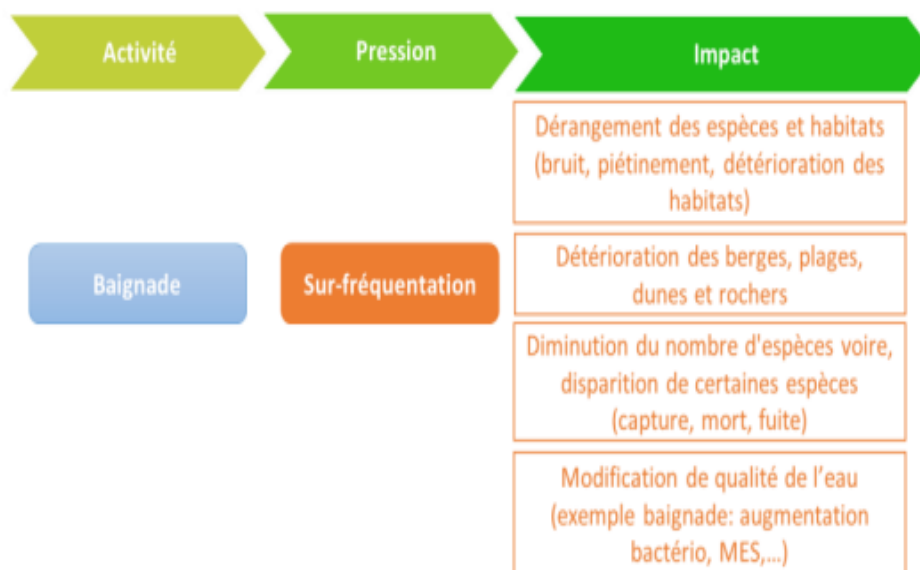 Activité
Pression
Impact
Dérangement des espèces et habitats
(bruit, piétinement, détérioration des
habitats)
Baignade
Sur-fréquentation
Détérioration des berges, plages,
dunes et rochers
Diminution du nombre d'espèces voire,
disparition de certaines espèces
(capture, mort, fuite)
Modification de qualité de l’eau
(exemple baignade: augmentation
bactério, MES,...)